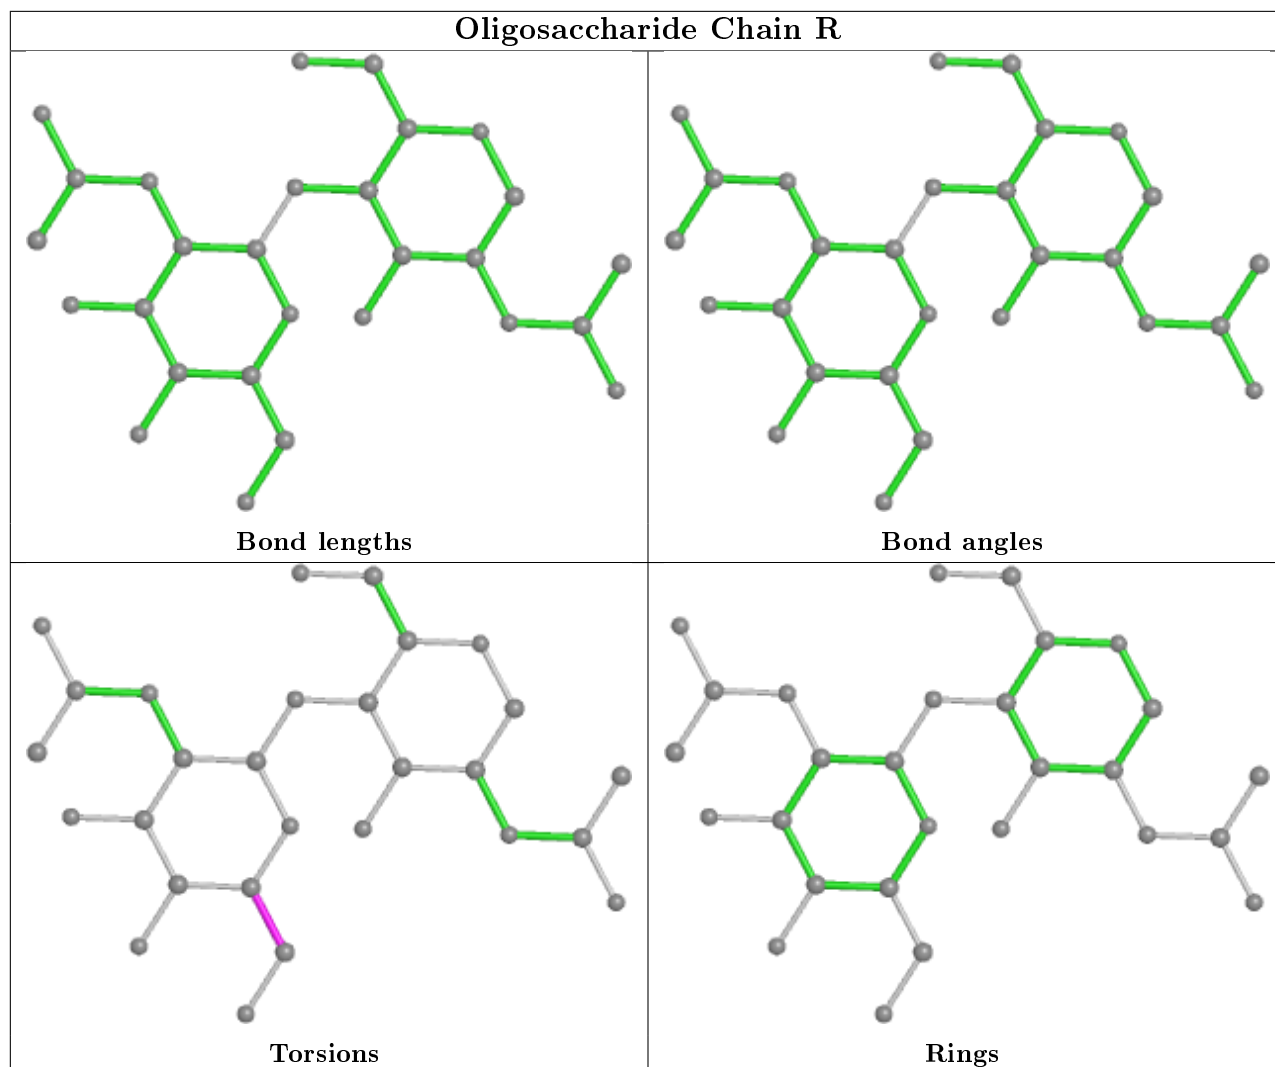 Oligosaccharide Chain R
Bond lengths
Bond angles
Torsions
Rings